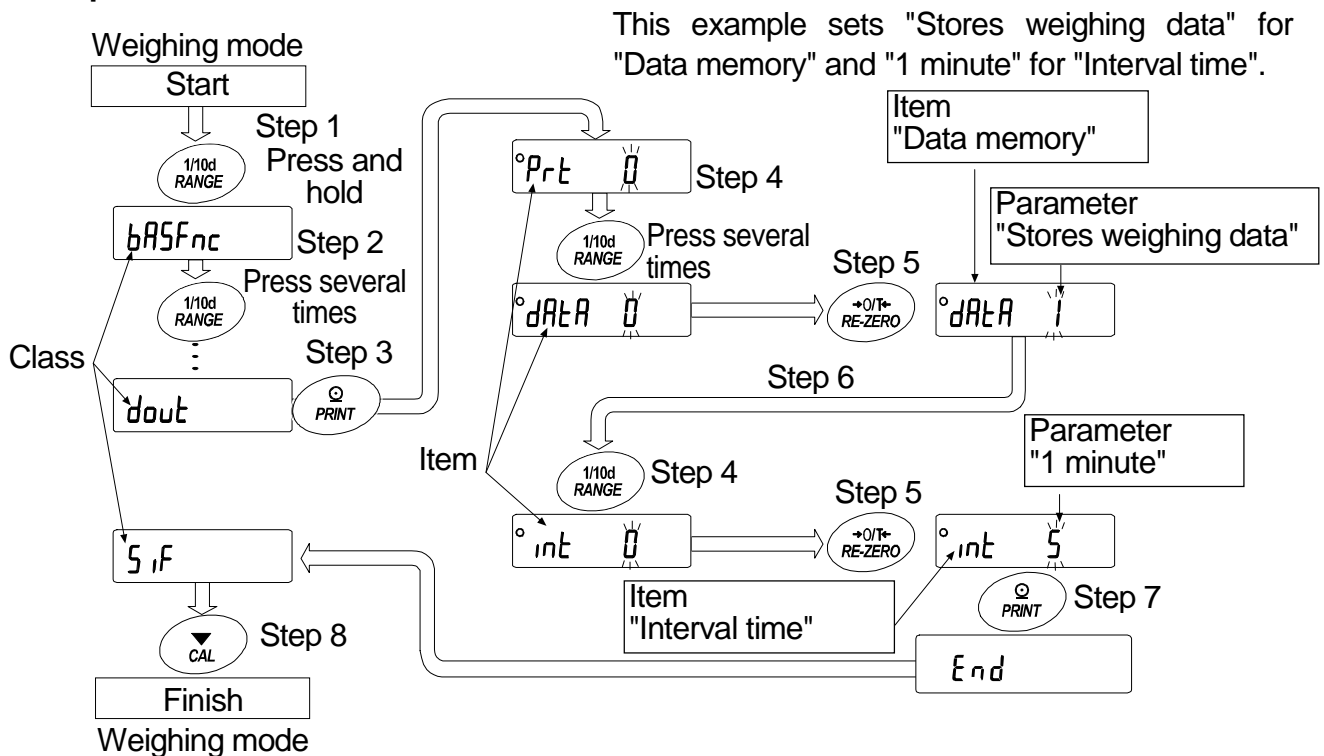 This example sets "Stores weighing data" for
"Data memory" and "1 minute" for "Interval time".
Weighing mode
Start
Step 1
1/10d
RANGE
Press and
hold
bASFnc
Step 2
1/10d
RANGE
Press several
times
Class
dout
Step 3
PRINT
Prt 0
Step 4
1/10d
RANGE
Press several
times
dAtA 0
Step 5
→0/T←
RE-ZERO
Item
"Data memory"
Parameter
"Stores weighing data"
dAtA 1
Step 6
Item
1/10d
RANGE
Step 4
int 0
Step 5
→0/T←
RE-ZERO
Parameter
"1 minute"
int 5
Item
"Interval time"
PRINT
Step 7
End
SiF
CAL
Step 8
Finish
Weighing mode